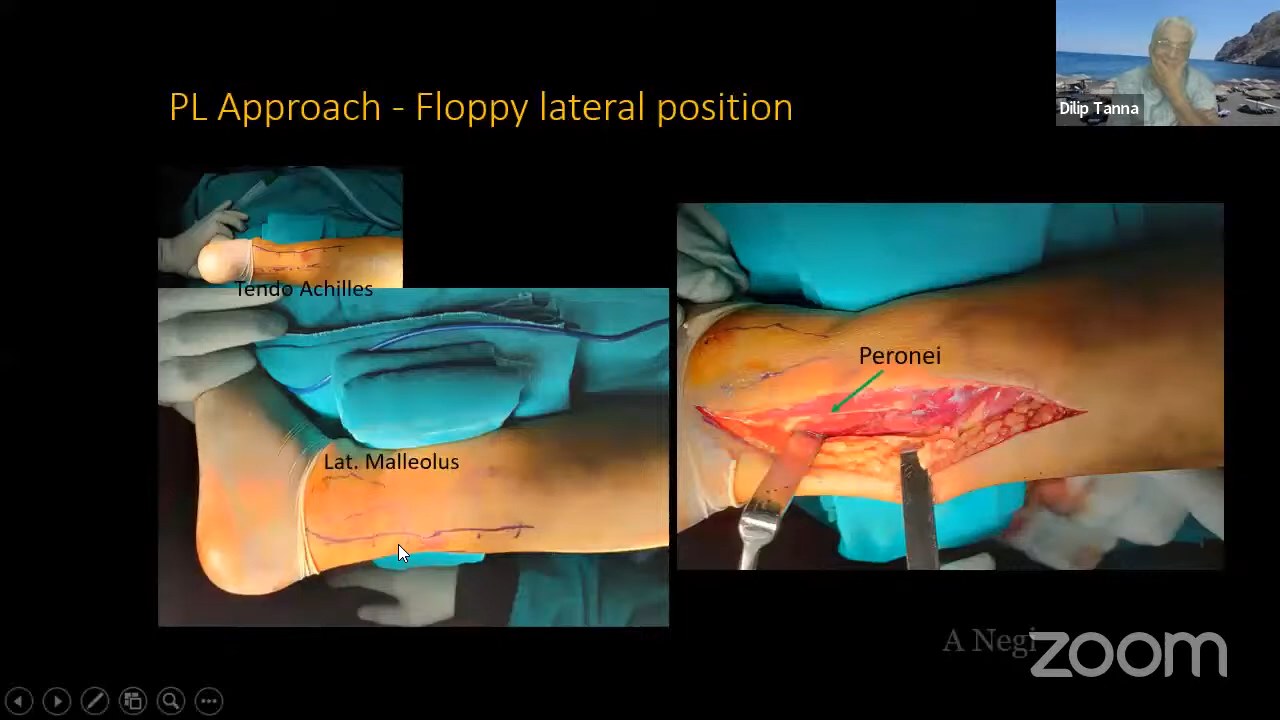 PL Approach - Floppy lateral position
Dilip Tanna
Tendo Achilles
Lat. Malleolus
Peronei
A Negi
zoom